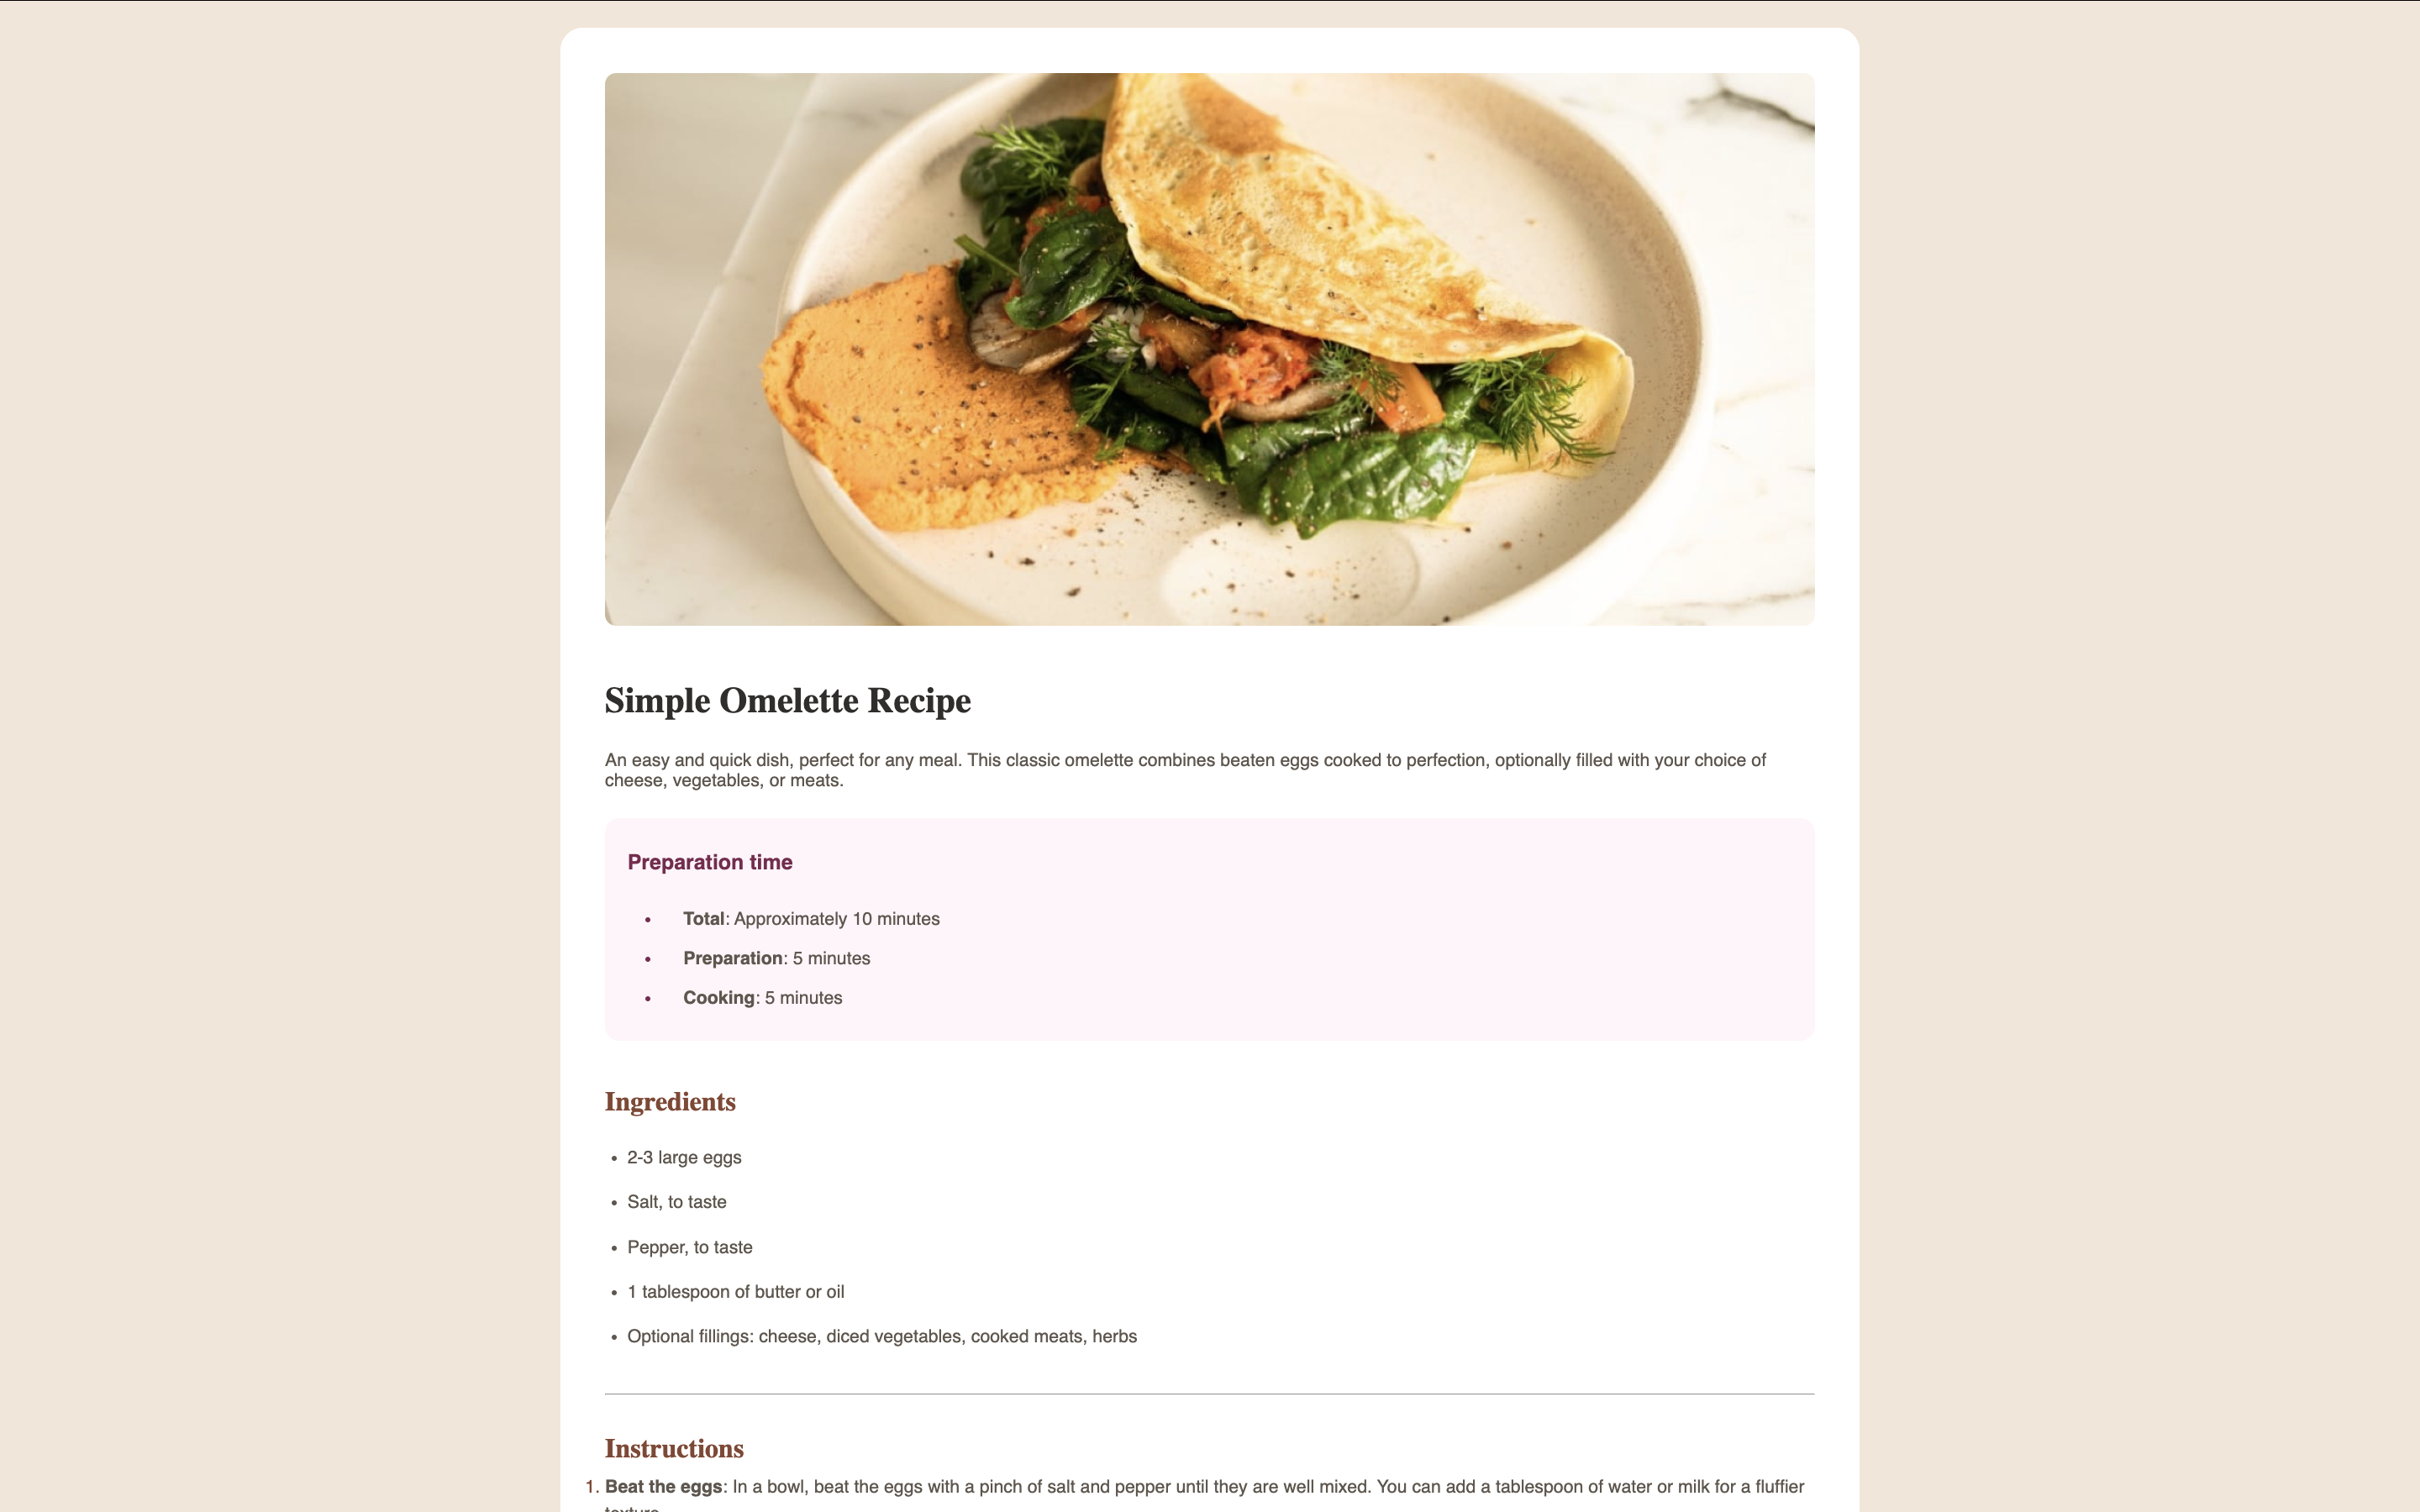 Simple Omelette Recipe
An easy and quick dish, perfect for any meal. This classic omelette combines beaten eggs cooked to perfection, optionally filled with your choice of
cheese, vegetables, or meats.
Preparation time
• Total: Approximately 10 minutes
• Preparation: 5 minutes
• Cooking: 5 minutes
Ingredients
• 2-3 large eggs
• Salt, to taste
• Pepper, to taste
• 1 tablespoon of butter or oil
• Optional fillings: cheese, diced vegetables, cooked meats, herbs
Instructions
1. Beat the eggs: In a bowl, beat the eggs with a pinch of salt and pepper until they are well mixed. You can add a tablespoon of water or milk for a fluffier